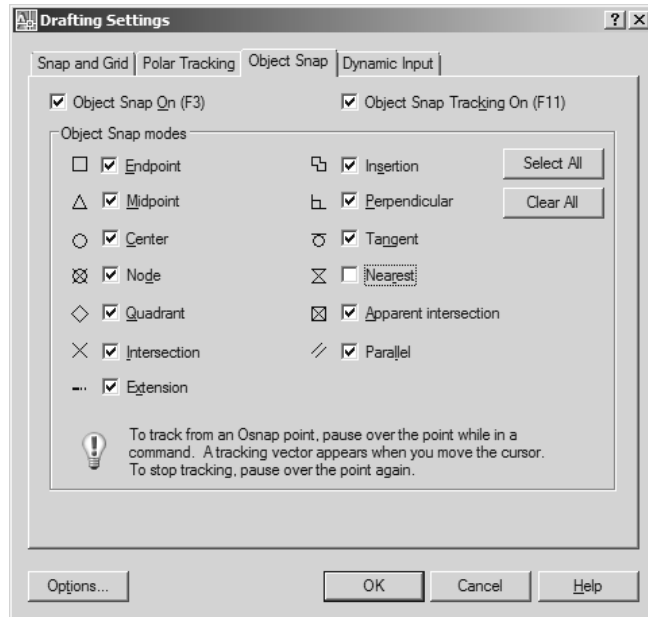 Drafting Settings
Snap and Grid Polar Tracking Object Snap Dynamic Input
Object Snap On (F3) Object Snap Tracking On (F11)
Object Snap modes
Endpoint Insertion Select All
Midpoint Perpendicular Clear All
Center Tangent
Node Nearest
Quadrant Apparent intersection
Intersection Parallel
Extension
To track from an Osnap point, pause over the point while in a
command. A tracking vector appears when you move the cursor.
To stop tracking, pause over the point again.
Options... OK Cancel Help